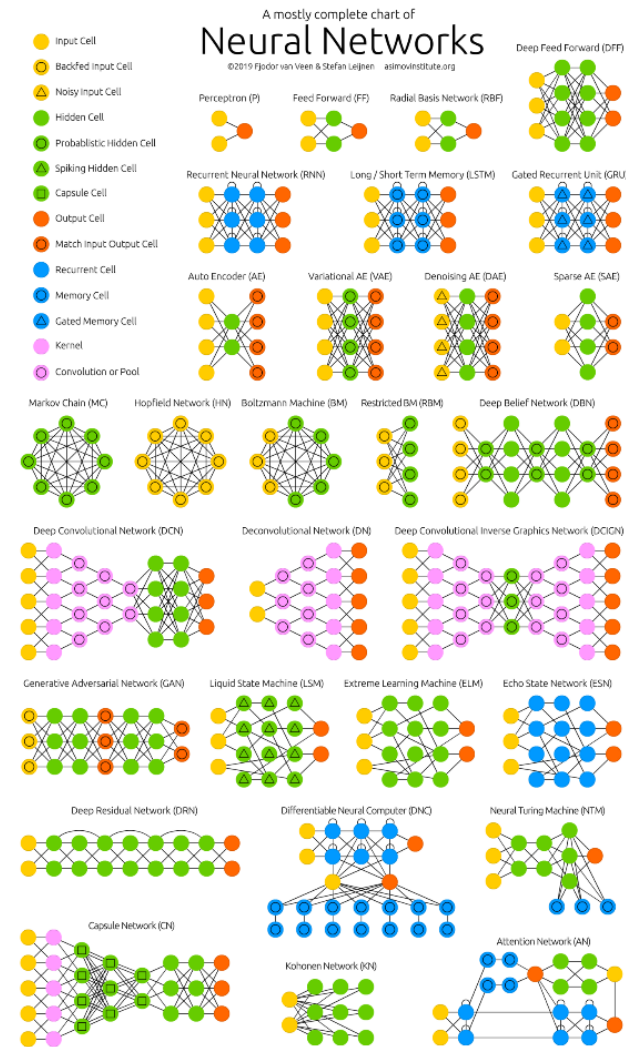 A mostly complete chart of
Neural Networks
©2019 Fjodor van Veen & Stefan Leijnen asimovinstitute.org
Input Cell
Backfed Input Cell
Noisy Input Cell
Hidden Cell
Probablistic Hidden Cell
Spiking Hidden Cell
Capsule Cell
Output Cell
Match Input Output Cell
Recurrent Cell
Memory Cell
Gated Memory Cell
Kernel
Convolution or Pool
Deep Feed Forward (DFF)
Perceptron (P)
Feed Forward (FF)
Radial Basis Network (RBF)
Recurrent Neural Network (RNN)
Long / Short Term Memory (LSTM)
Gated Recurrent Unit (GRU)
Auto Encoder (AE)
Variational AE (VAE)
Denoising AE (DAE)
Sparse AE (SAE)
Markov Chain (MC)
Hopfield Network (HN)
Boltzmann Machine (BM)
Restricted BM (RBM)
Deep Belief Network (DBN)
Deep Convolutional Network (DCN)
Deconvolutional Network (DN)
Deep Convolutional Inverse Graphics Network (DCIGN)
Generative Adversarial Network (GAN)
Liquid State Machine (LSM)
Extreme Learning Machine (ELM)
Echo State Network (ESN)
Deep Residual Network (DRN)
Differentiable Neural Computer (DNC)
Neural Turing Machine (NTM)
Capsule Network (CN)
Kohonen Network (KN)
Attention Network (AN)